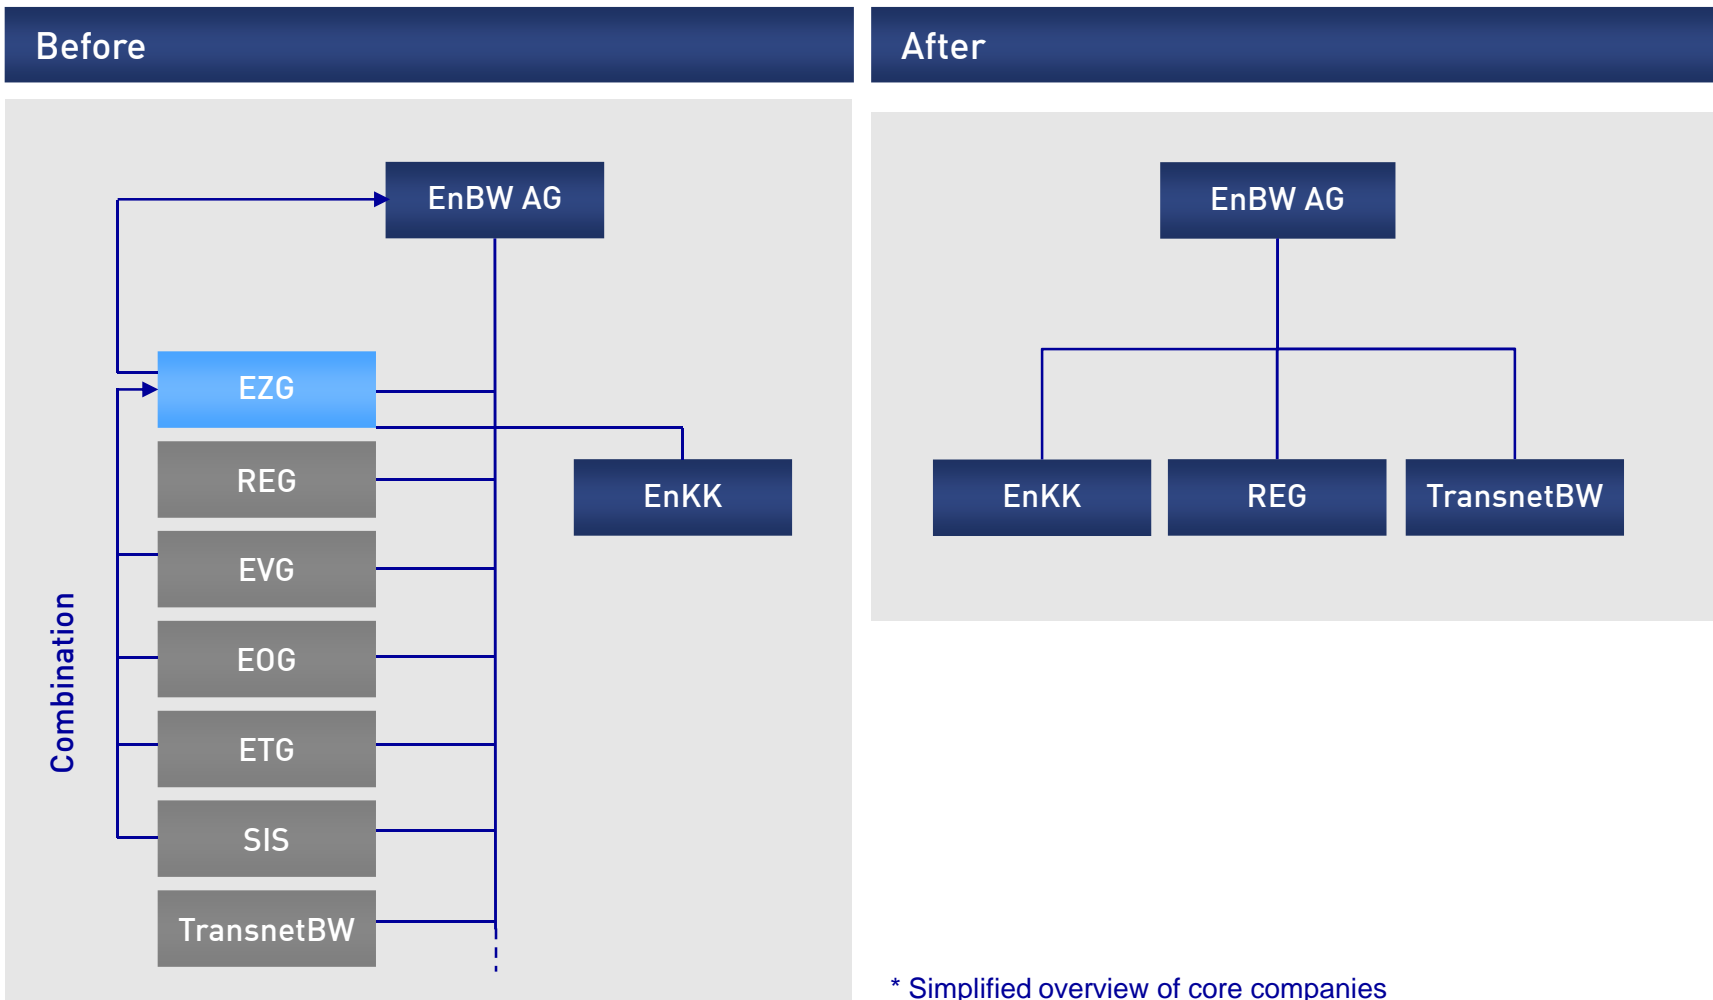 Before
EnBW AG
EZG
REG
EnKK
EVG
EOG
ETG
SIS
TransnetBW
Combination
After
EnBW AG
EnKK
REG
TransnetBW
* Simplified overview of core companies